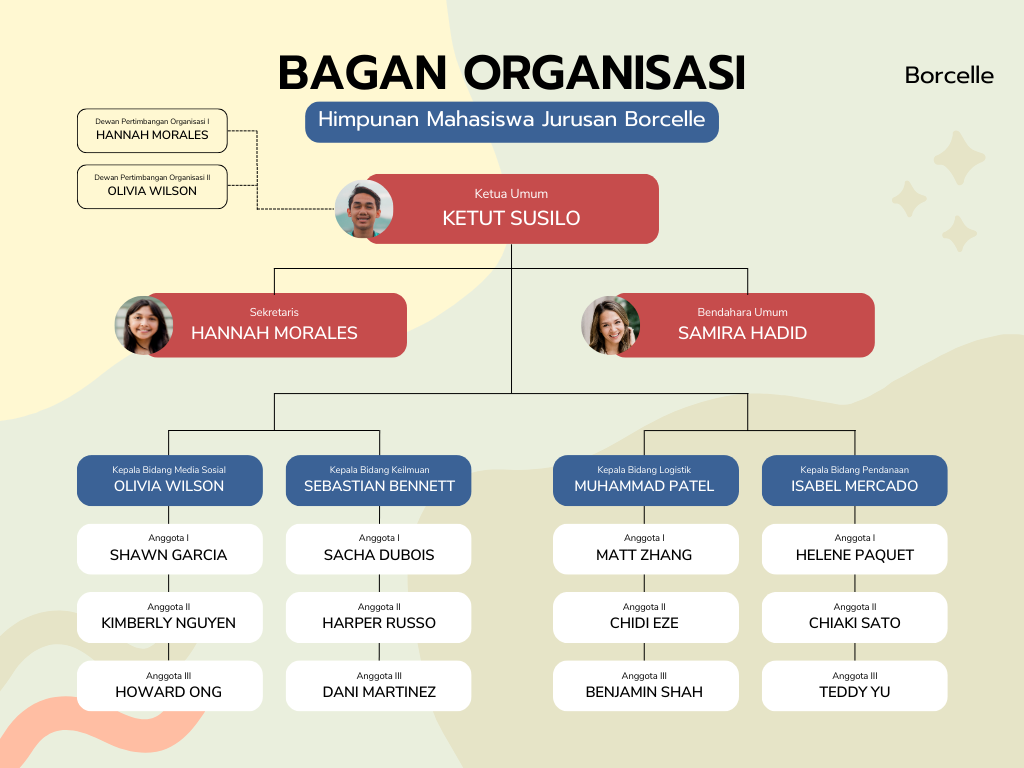 BAGAN ORGANISASI
Borcelle
Himpunan Mahasiswa Jurusan Borcelle
Dewan Pertimbangan Organisasi I
HANNAH MORALES
Dewan Pertimbangan Organisasi II
OLIVIA WILSON
Ketua Umum
KETUT SUSILO
Sekretaris
HANNAH MORALES
Bendahara Umum
SAMIRA HADID
Kepala Bidang Media Sosial
OLIVIA WILSON
Anggota I
SHAWN GARCIA
Anggota II
KIMBERLY NGUYEN
Anggota III
HOWARD ONG
Kepala Bidang Keilmuan
SEBASTIAN BENNETT
Anggota I
SACHA DUBOIS
Anggota II
HARPER RUSSO
Anggota III
DANI MARTINEZ
Kepala Bidang Logistik
MUHAMMAD PATEL
Anggota I
MATT ZHANG
Anggota II
CHIDI EZE
Anggota III
BENJAMIN SHAH
Kepala Bidang Pendanaan
ISABEL MERCADO
Anggota I
HELENE PAQUET
Anggota II
CHIAKI SATO
Anggota III
TEDDY YU